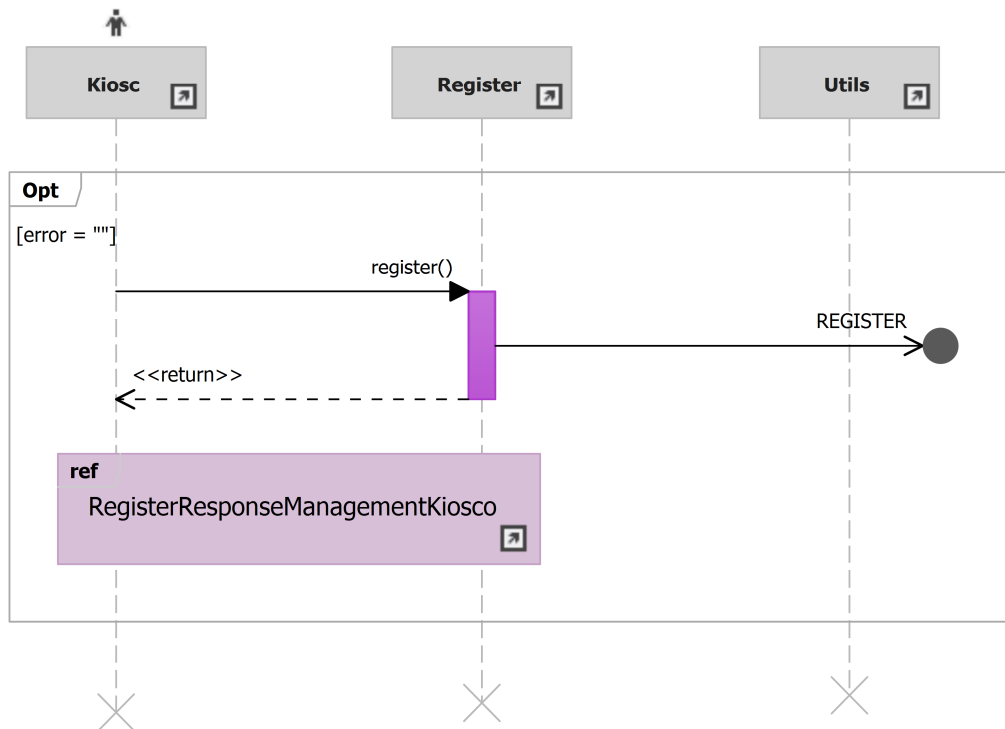 Kiosc
Register
Utils
Opt
[error = ""]
register()
REGISTER
<<return>>
ref
RegisterResponseManagementKiosco